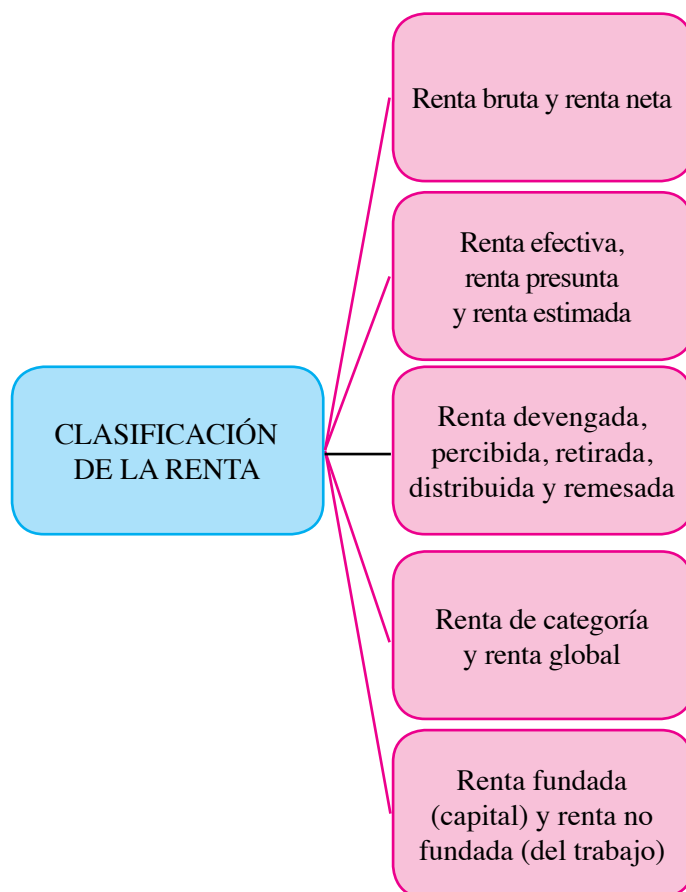 Renta bruta y renta neta
Renta efectiva,
renta presunta
y renta estimada
CLASIFICACIÓN
DE LA RENTA
Renta devengada,
percibida, retirada,
distribuida y remesada
Renta de categoría
y renta global
Renta fundada
(capital) y renta no
fundada (del trabajo)